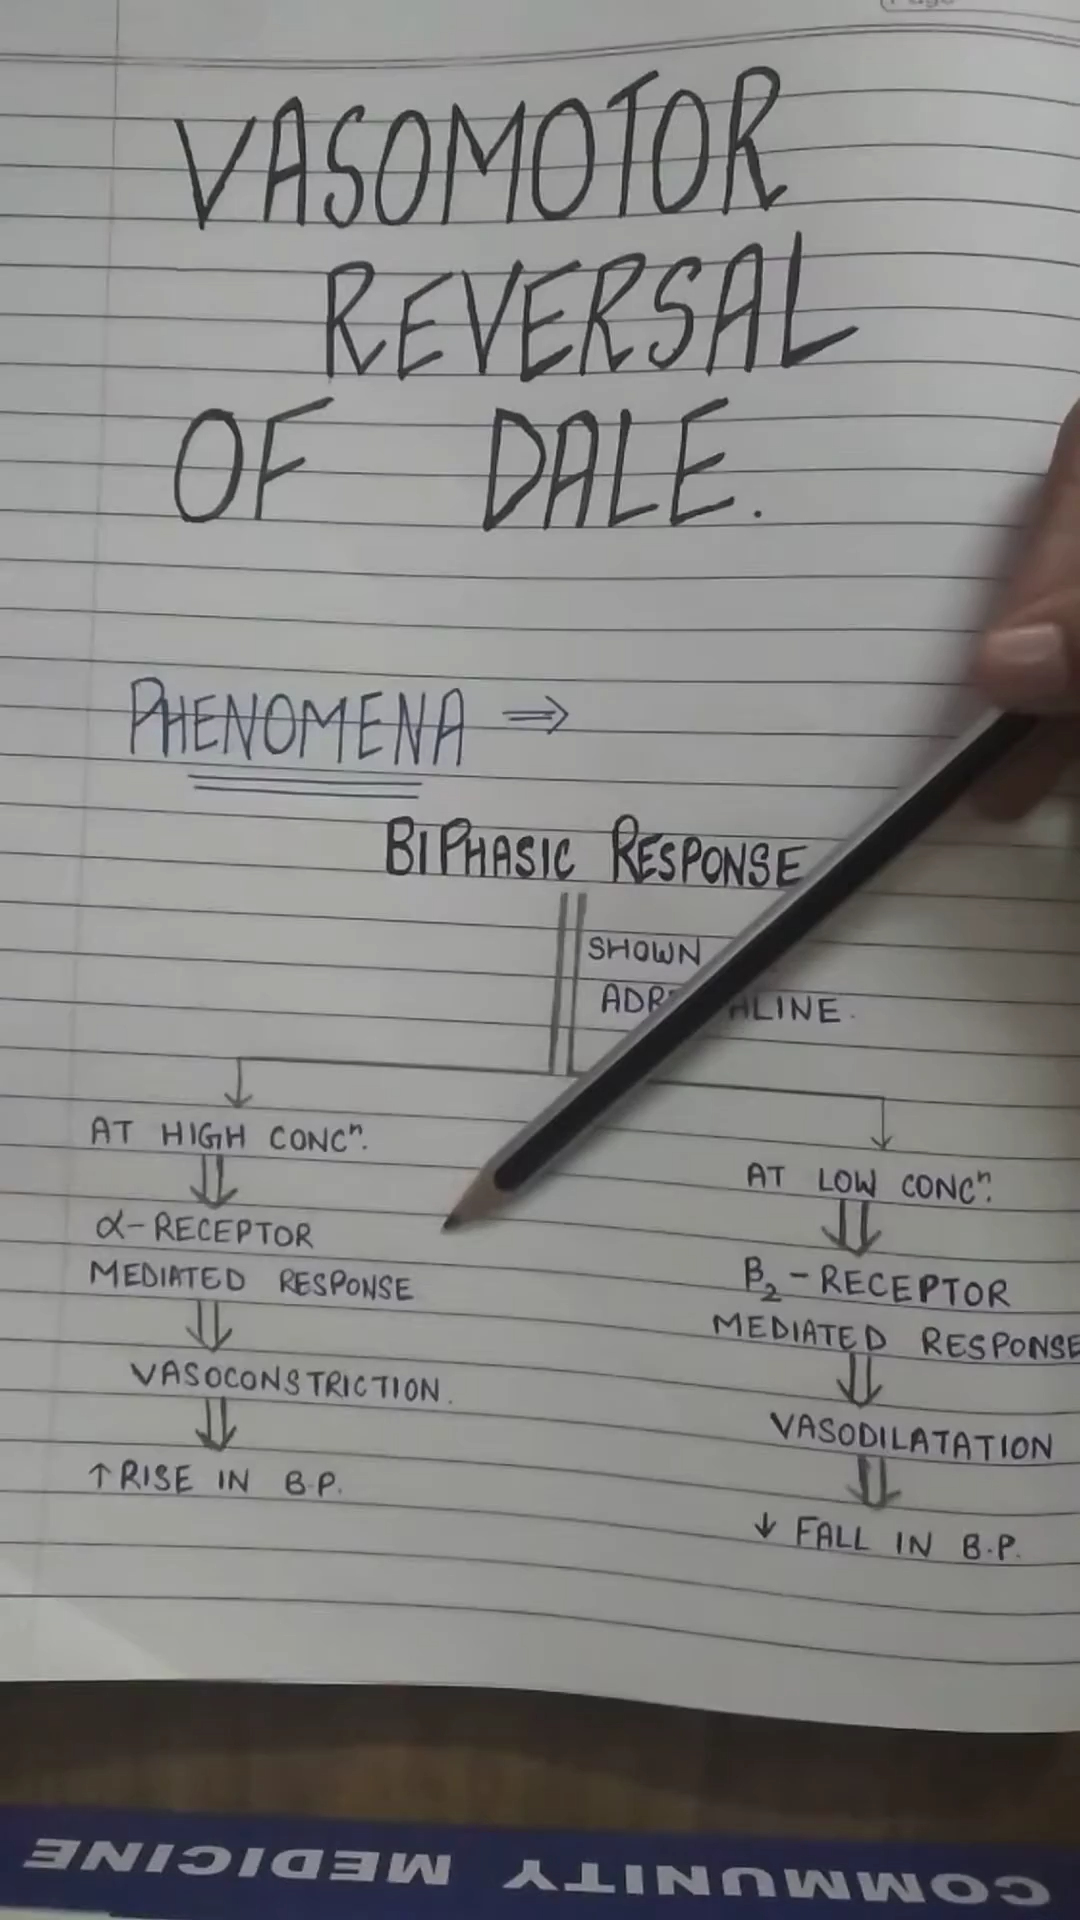 VASOMOTOR
REVERSAL
OF DALE.
PHENOMENA ⇒
BIPHASIC RESPONSE
SHOWN
AT HIGH CONCⁿ.
α-RECEPTOR
MEDIATED RESPONSE
VASOCONSTRICTION.
↑ RISE IN B.P.
AT LOW CONCⁿ.
β₂-RECEPTOR
MEDIATED RESPONSE
VASODILATATION
↓ FALL IN B.P.
COMMUNITY MEDICINE